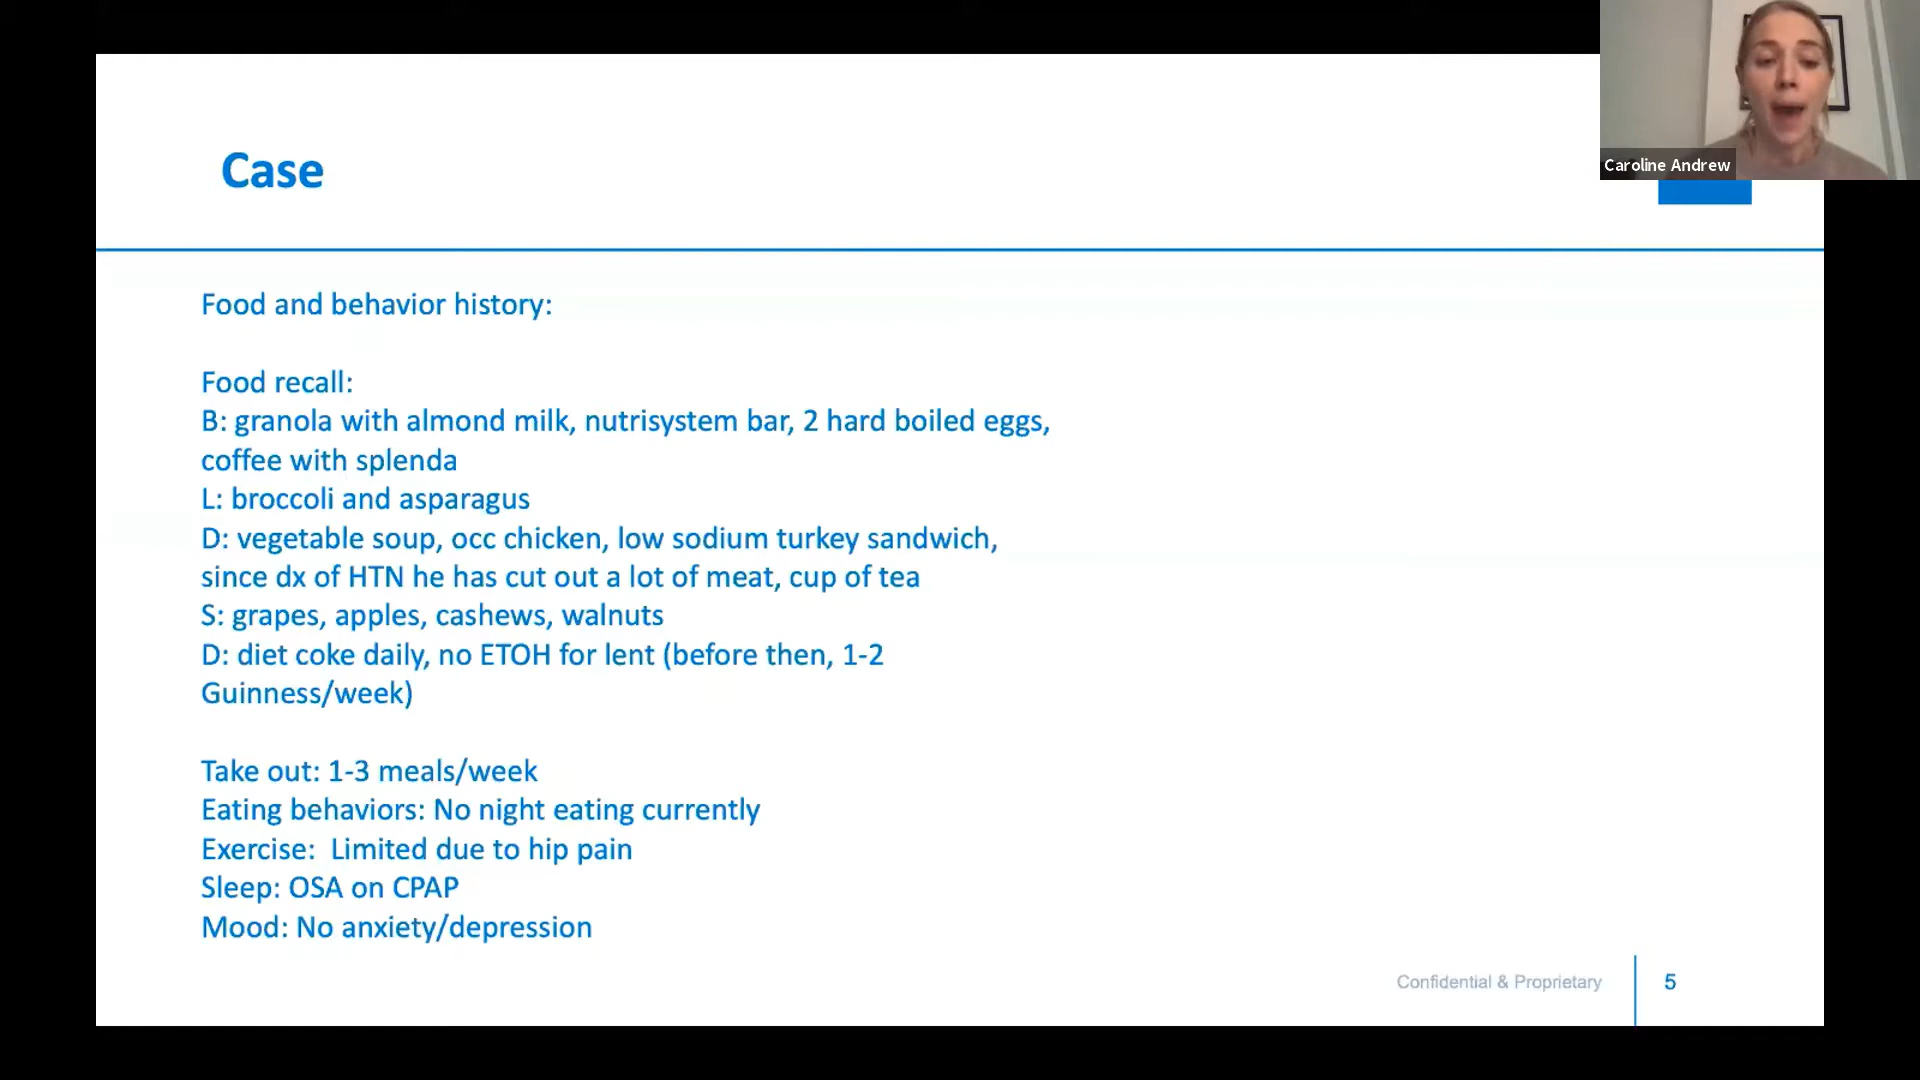 Caroline Andrew
Case
Food and behavior history:
Food recall:
B: granola with almond milk, nutrisystem bar, 2 hard boiled eggs,
coffee with splenda
L: broccoli and asparagus
D: vegetable soup, occ chicken, low sodium turkey sandwich,
since dx of HTN he has cut out a lot of meat, cup of tea
S: grapes, apples, cashews, walnuts
D: diet coke daily, no ETOH for lent (before then, 1-2
Guinness/week)
Take out: 1-3 meals/week
Eating behaviors: No night eating currently
Exercise:  Limited due to hip pain
Sleep: OSA on CPAP
Mood: No anxiety/depression
Confidential & Proprietary
5